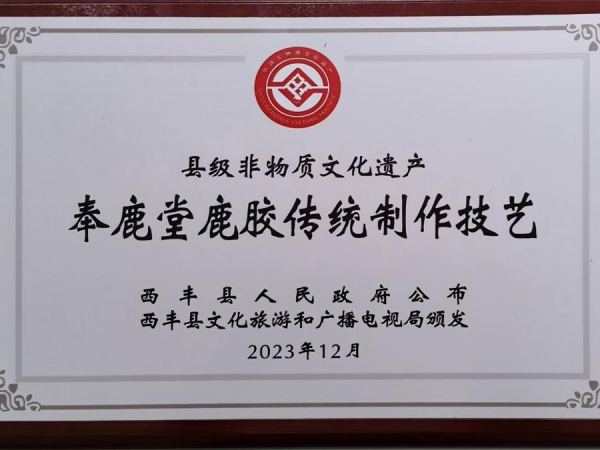 县级非物质文化遗产
奉鹿堂鹿胶传统制作技艺
西丰县人民政府公布
西丰县文化旅游和广播电视局颁发
2023年12月